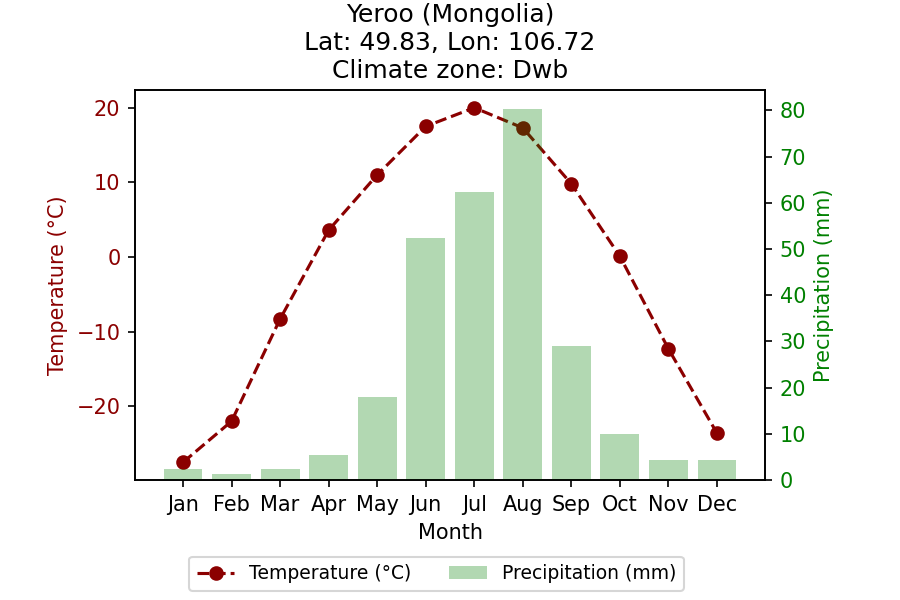 Yeroo (Mongolia)
Lat: 49.83, Lon: 106.72
Climate zone: Dwb
Temperature (°C)
20
10
0
−10
−20
80
70
60
50
40
30
20
10
0
Precipitation (mm)
Jan Feb Mar Apr May Jun Jul Aug Sep Oct Nov Dec
Month
Temperature (°C) Precipitation (mm)